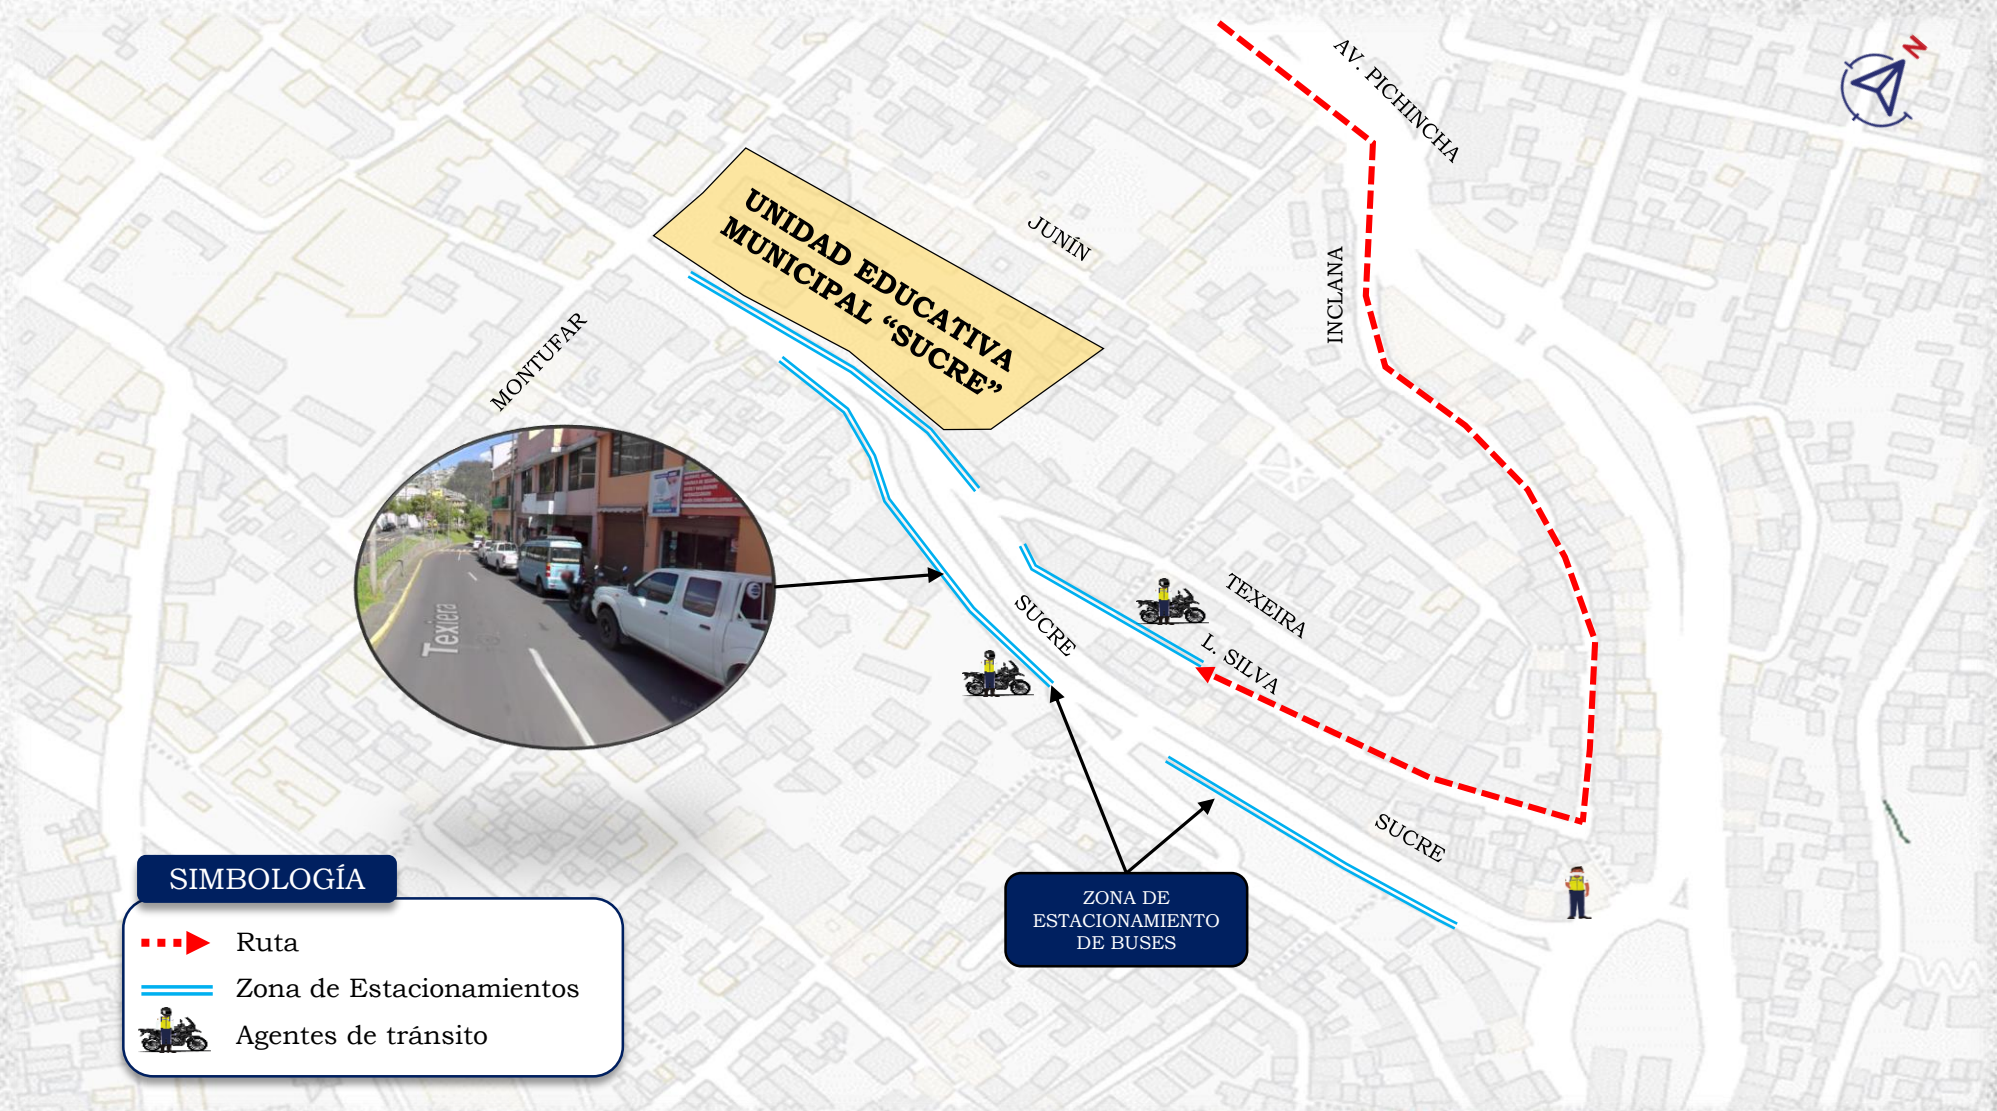 N
AV. PICHINCHA
UNIDAD EDUCATIVA
MUNICIPAL “SUCRE”
JUNÍN
INCLANA
MONTUFAR
Texiera
TEXEIRA
L. SILVA
SUCRE
SUCRE
ZONA DE
ESTACIONAMIENTO
DE BUSES
SIMBOLOGÍA
Ruta
Zona de Estacionamientos
Agentes de tránsito